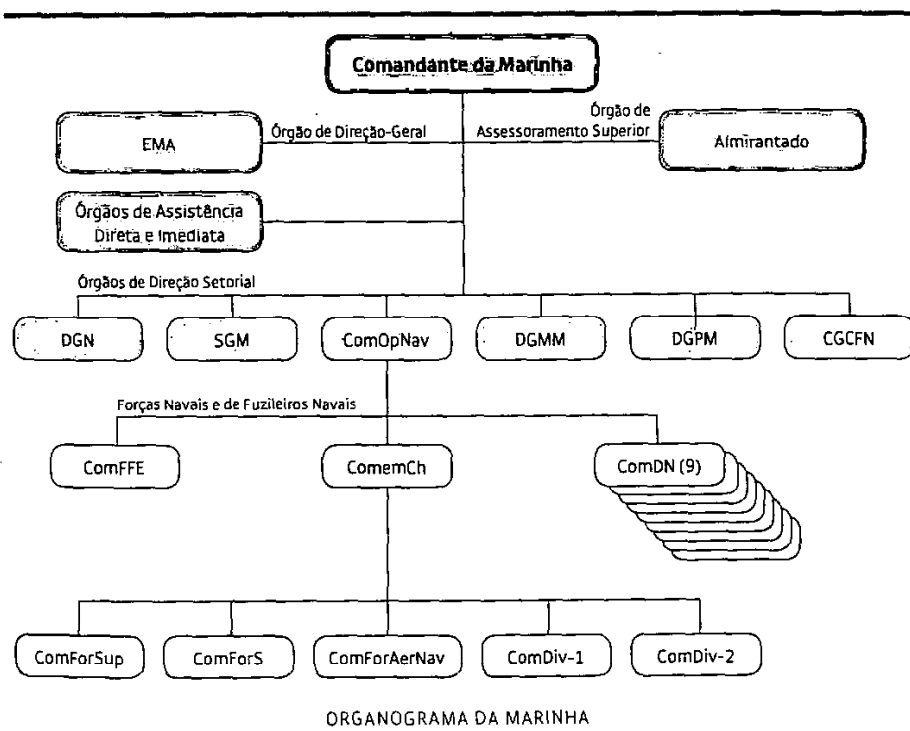 Comandante da Marinha
Órgão de Direção-Geral
Órgão de
Assessoramento Superior
EMA
Almirantado
Órgãos de Assistência
Direta e Imediata
Órgãos de Direção Setorial
DGN
SGM
ComOpNav
DGMM
DGPM
CGCFN
Forças Navais e de Fuzileiros Navais
ComFFE
ComemCh
ComDN (9)
ComForSup
ComForS
ComForAerNav
ComDiv-1
ComDiv-2
ORGANOGRAMA DA MARINHA